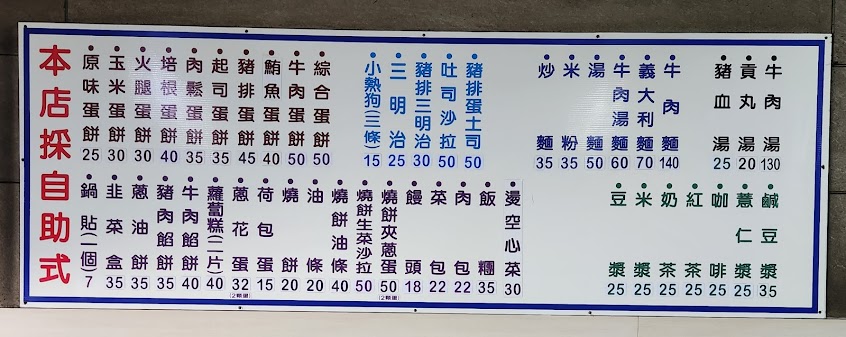 本店採自助式
原味蛋餅 25
玉米蛋餅 30
火腿蛋餅 30
培根蛋餅 40
肉鬆蛋餅 35
起司蛋餅 35
豬排蛋餅 45
鮪魚蛋餅 40
牛肉蛋餅 50
綜合蛋餅 50
小熱狗(三條) 15
三明治 25
豬排三明治 30
吐司沙拉 50
豬排蛋土司 50
炒麵 35
米粉 35
湯麵 50
牛肉湯麵 60
義大利麵 70
牛肉麵 140
豬血湯 25
貢丸湯 20
牛肉湯 130
鍋貼(一個) 7
韭菜盒 35
蔥油餅 35
豬肉餡餅 35
牛肉餡餅 40
蘿蔔糕(二片) 40
蔥花蛋 32
2顆蛋
荷包蛋 15
燒餅 20
油條 20
燒餅油條 40
燒餅生菜沙拉 50
燒餅夾蔥蛋 50
2顆蛋
饅頭 18
菜包 22
肉包 22
飯糰 35
燙空心菜 30
豆漿 25
米漿 25
奶茶 25
紅茶 25
咖啡 25
薏仁漿 25
鹹豆漿 35